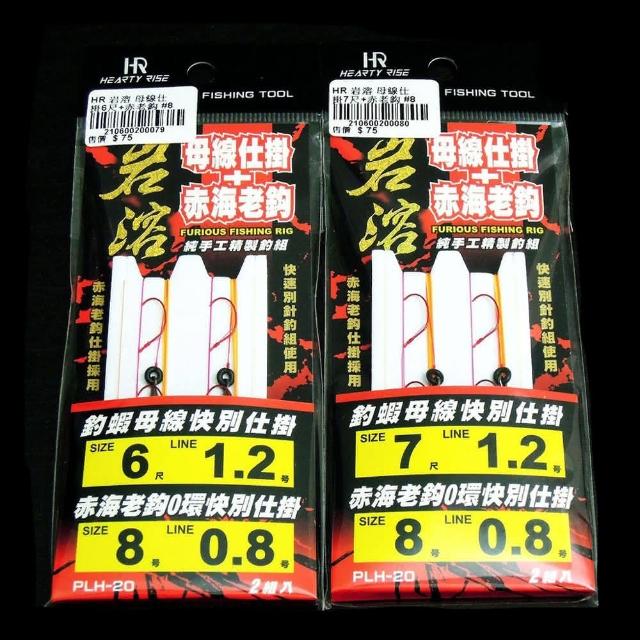 HR
HEARTY RISE
HR 岩溶 母線仕
掛6尺+赤老鈎 #8
210600200079
售價 $ 75
FISHING TOOL
岩溶
母線仕掛
+
赤海老鈎
FURIOUS FISHING RIG
純手工精製釣組
赤海老鈎仕掛採用
快速別針釣組使用
釣蝦母線快別仕掛
SIZE 6 尺 LINE 1.2 号
赤海老鈎O環快別仕掛
SIZE 8 号 LINE 0.8 号
PLH-20
2組入
HR
HEARTY RISE
HR 岩溶 母線仕
掛7尺+赤老鈎 #8
210600200080
售價 $ 75
FISHING TOOL
岩溶
母線仕掛
+
赤海老鈎
FURIOUS FISHING RIG
純手工精製釣組
赤海老鈎仕掛採用
快速別針釣組使用
釣蝦母線快別仕掛
SIZE 7 尺 LINE 1.2 号
赤海老鈎O環快別仕掛
SIZE 8 号 LINE 0.8 号
PLH-20
2組入